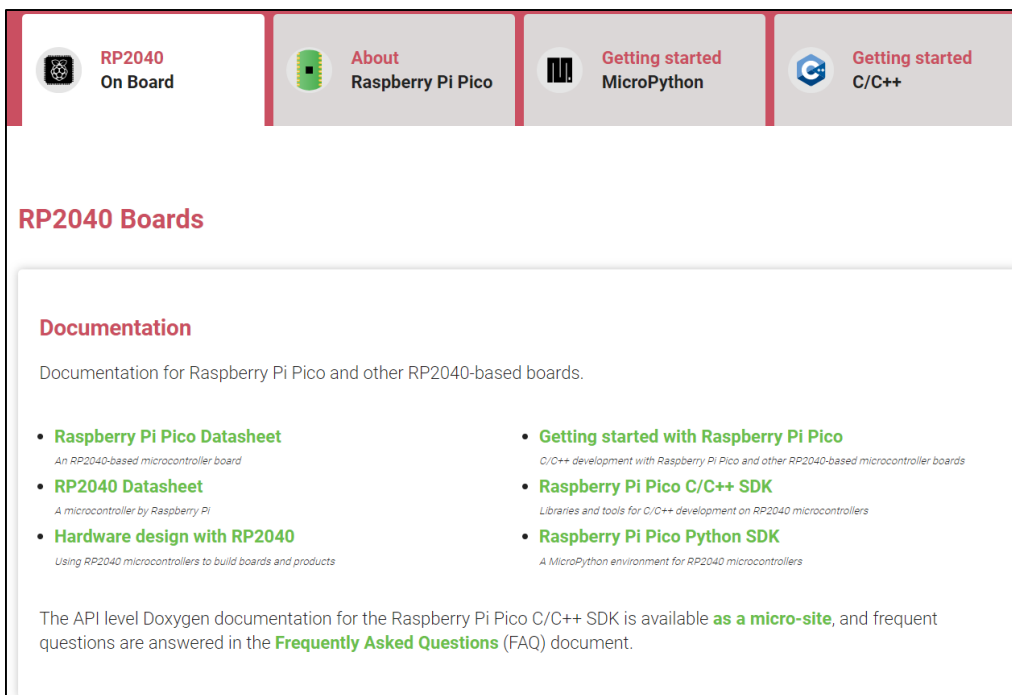 RP2040
On Board
About
Raspberry Pi Pico
Getting started
MicroPython
Getting started
C/C++
RP2040 Boards
Documentation
Documentation for Raspberry Pi Pico and other RP2040-based boards.
• Raspberry Pi Pico Datasheet
An RP2040-based microcontroller board
• RP2040 Datasheet
A microcontroller by Raspberry Pi
• Hardware design with RP2040
Using RP2040 microcontrollers to build boards and products
• Getting started with Raspberry Pi Pico
C/C++ development with Raspberry Pi Pico and other RP2040-based microcontroller boards
• Raspberry Pi Pico C/C++ SDK
Libraries and tools for C/C++ development on RP2040 microcontrollers
• Raspberry Pi Pico Python SDK
A MicroPython environment for RP2040 microcontrollers
The API level Doxygen documentation for the Raspberry Pi Pico C/C++ SDK is available as a micro-site, and frequent
questions are answered in the Frequently Asked Questions (FAQ) document.